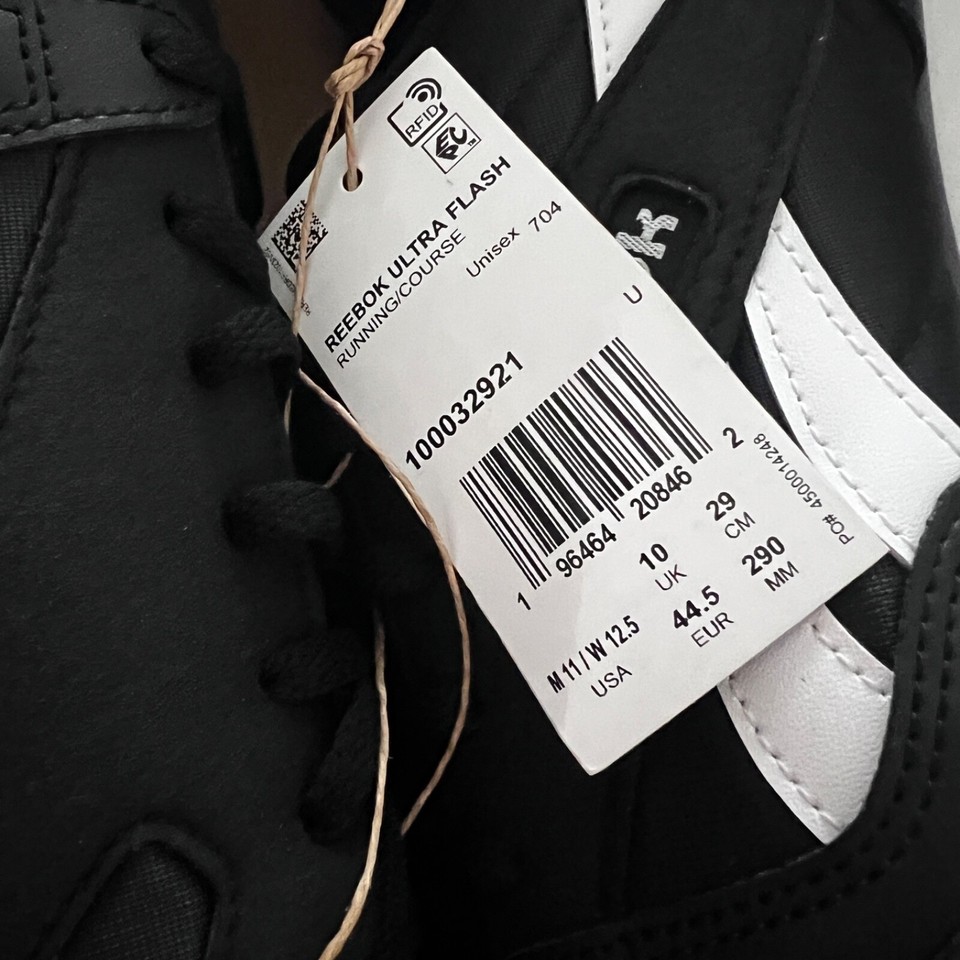 RFID
EPC™
REEBOK ULTRA FLASH
RUNNING/COURSE
Unisex 704
U
100032921
1 96464 20846 2
PO# 4500014248
M 11 / W 12.5
USA
10
UK
44.5
EUR
29
CM
290
MM